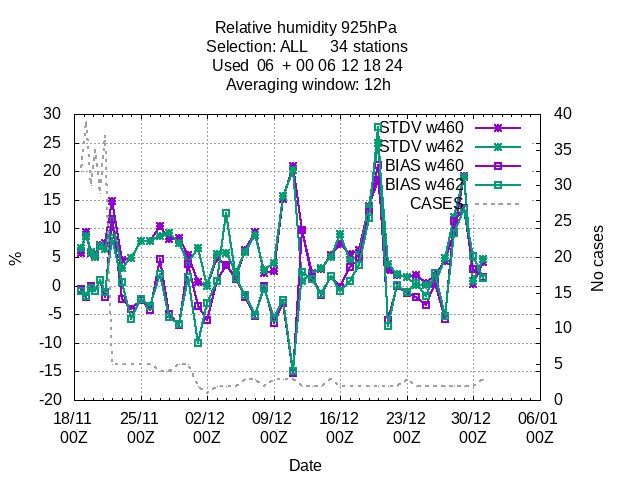 Relative humidity 925hPa
Selection: ALL 34 stations
Used 06 + 00 06 12 18 24
Averaging window: 12h
30 40
25 35
20 30
15 25
10 20
5 15
0 10
-5 5
-10 0
-15
-20
%
No cases
STDV w460
STDV w462
BIAS w460
BIAS w462
CASES
18/11 25/11 02/12 09/12 16/12 23/12 30/12 06/01
00Z 00Z 00Z 00Z 00Z 00Z 00Z 00Z
Date